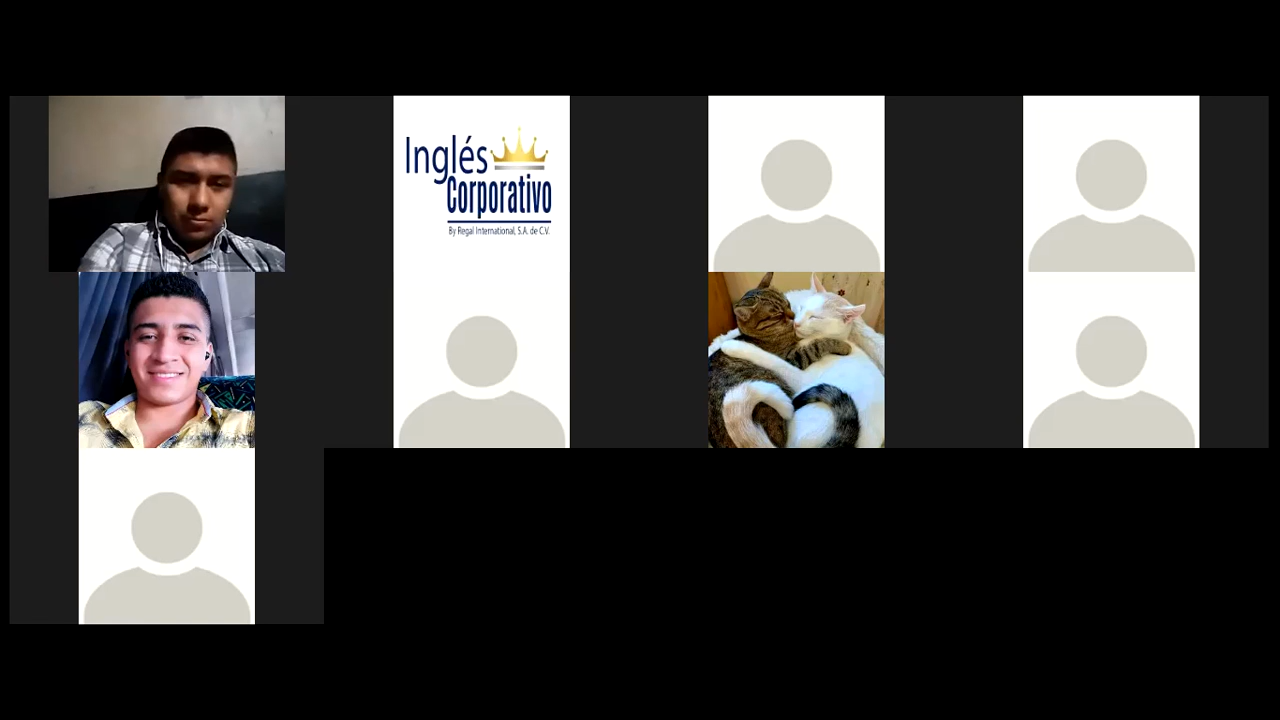 Inglés
Corporativo
By Regal International, S.A. de C.V.